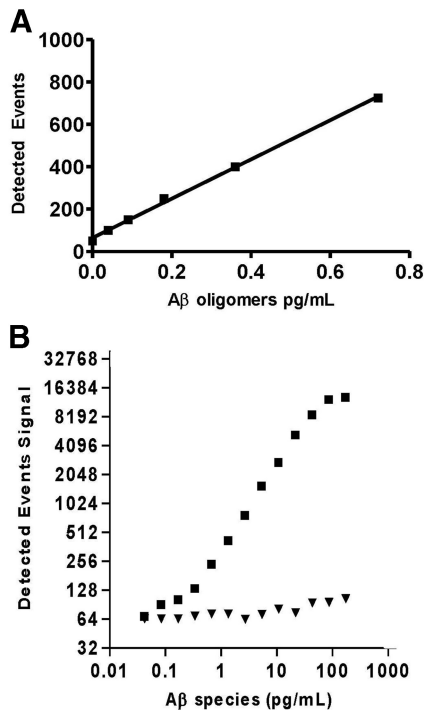 A
1000
800
600
400
200
0
Detected Events
0.0 0.2 0.4 0.6 0.8
Aβ oligomers pg/mL
B
32768
16384
8192
4096
2048
1024
512
256
128
64
32
Detected Events Signal
0.01 0.1 1 10 100 1000
Aβ species (pg/mL)